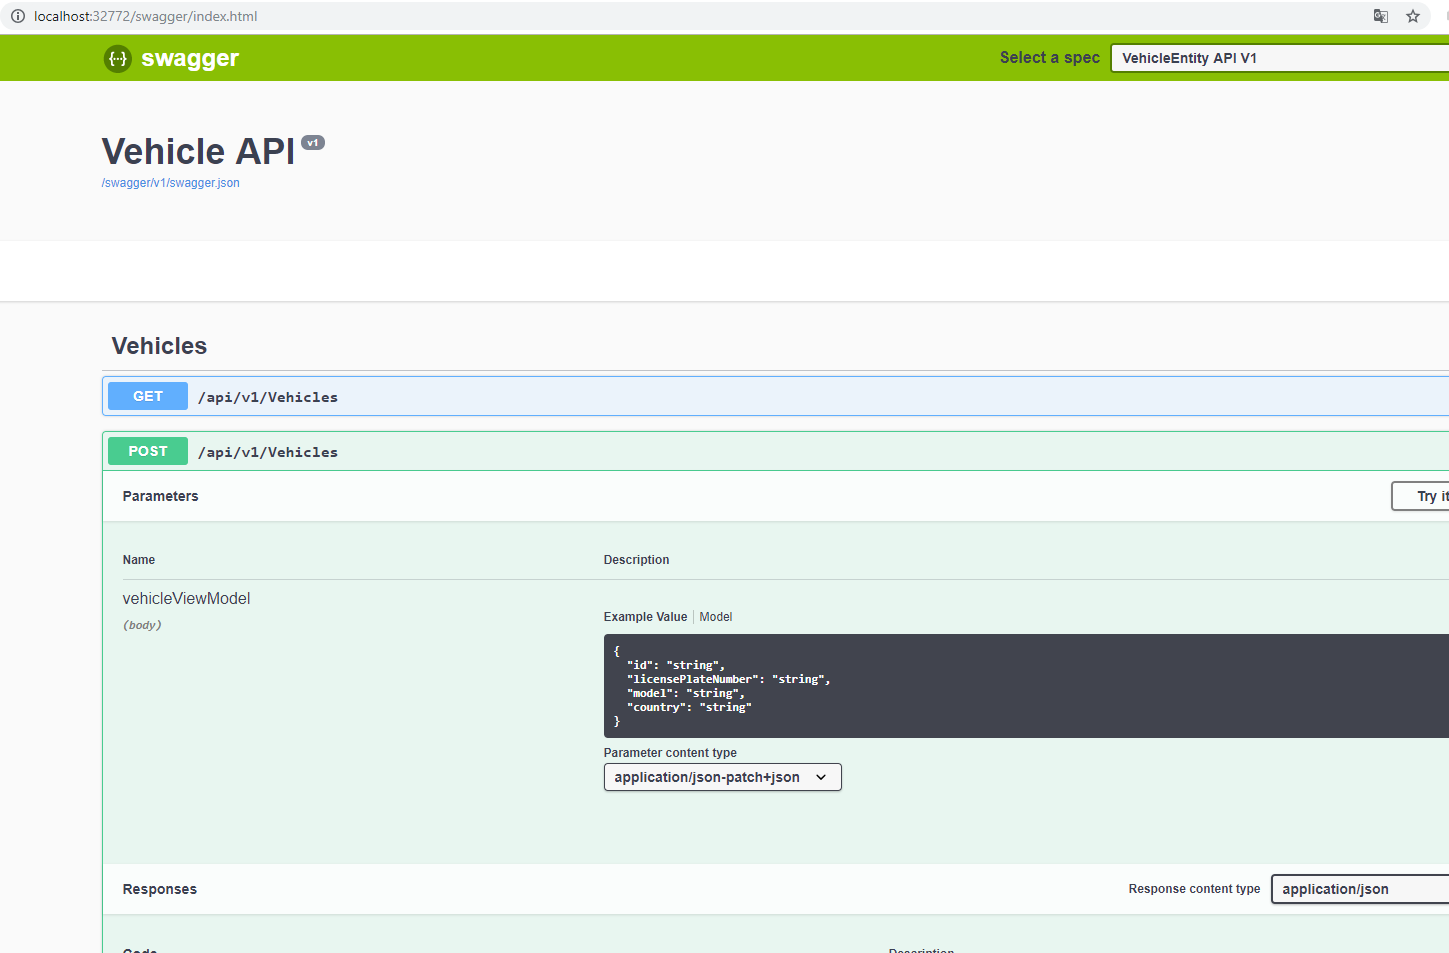 localhost:32772/swagger/index.html
{··} swagger
Select a spec
VehicleEntity API V1
Vehicle API v1
/swagger/v1/swagger.json
Vehicles
GET /api/v1/Vehicles
POST /api/v1/Vehicles
Parameters
Try it
Name
Description
vehicleViewModel
(body)
Example Value
Model
{
"id": "string",
"licensePlateNumber": "string",
"model": "string",
"country": "string"
}
Parameter content type
application/json-patch+json
Responses
Response content type
application/json
Code
Description